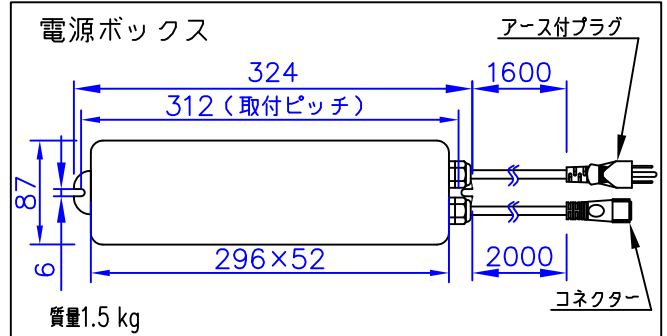 電源ボックス
アース付プラグ
324
1600
312(取付ピッチ)
87
6
296×52
2000
コネクター
質量1.5 kg